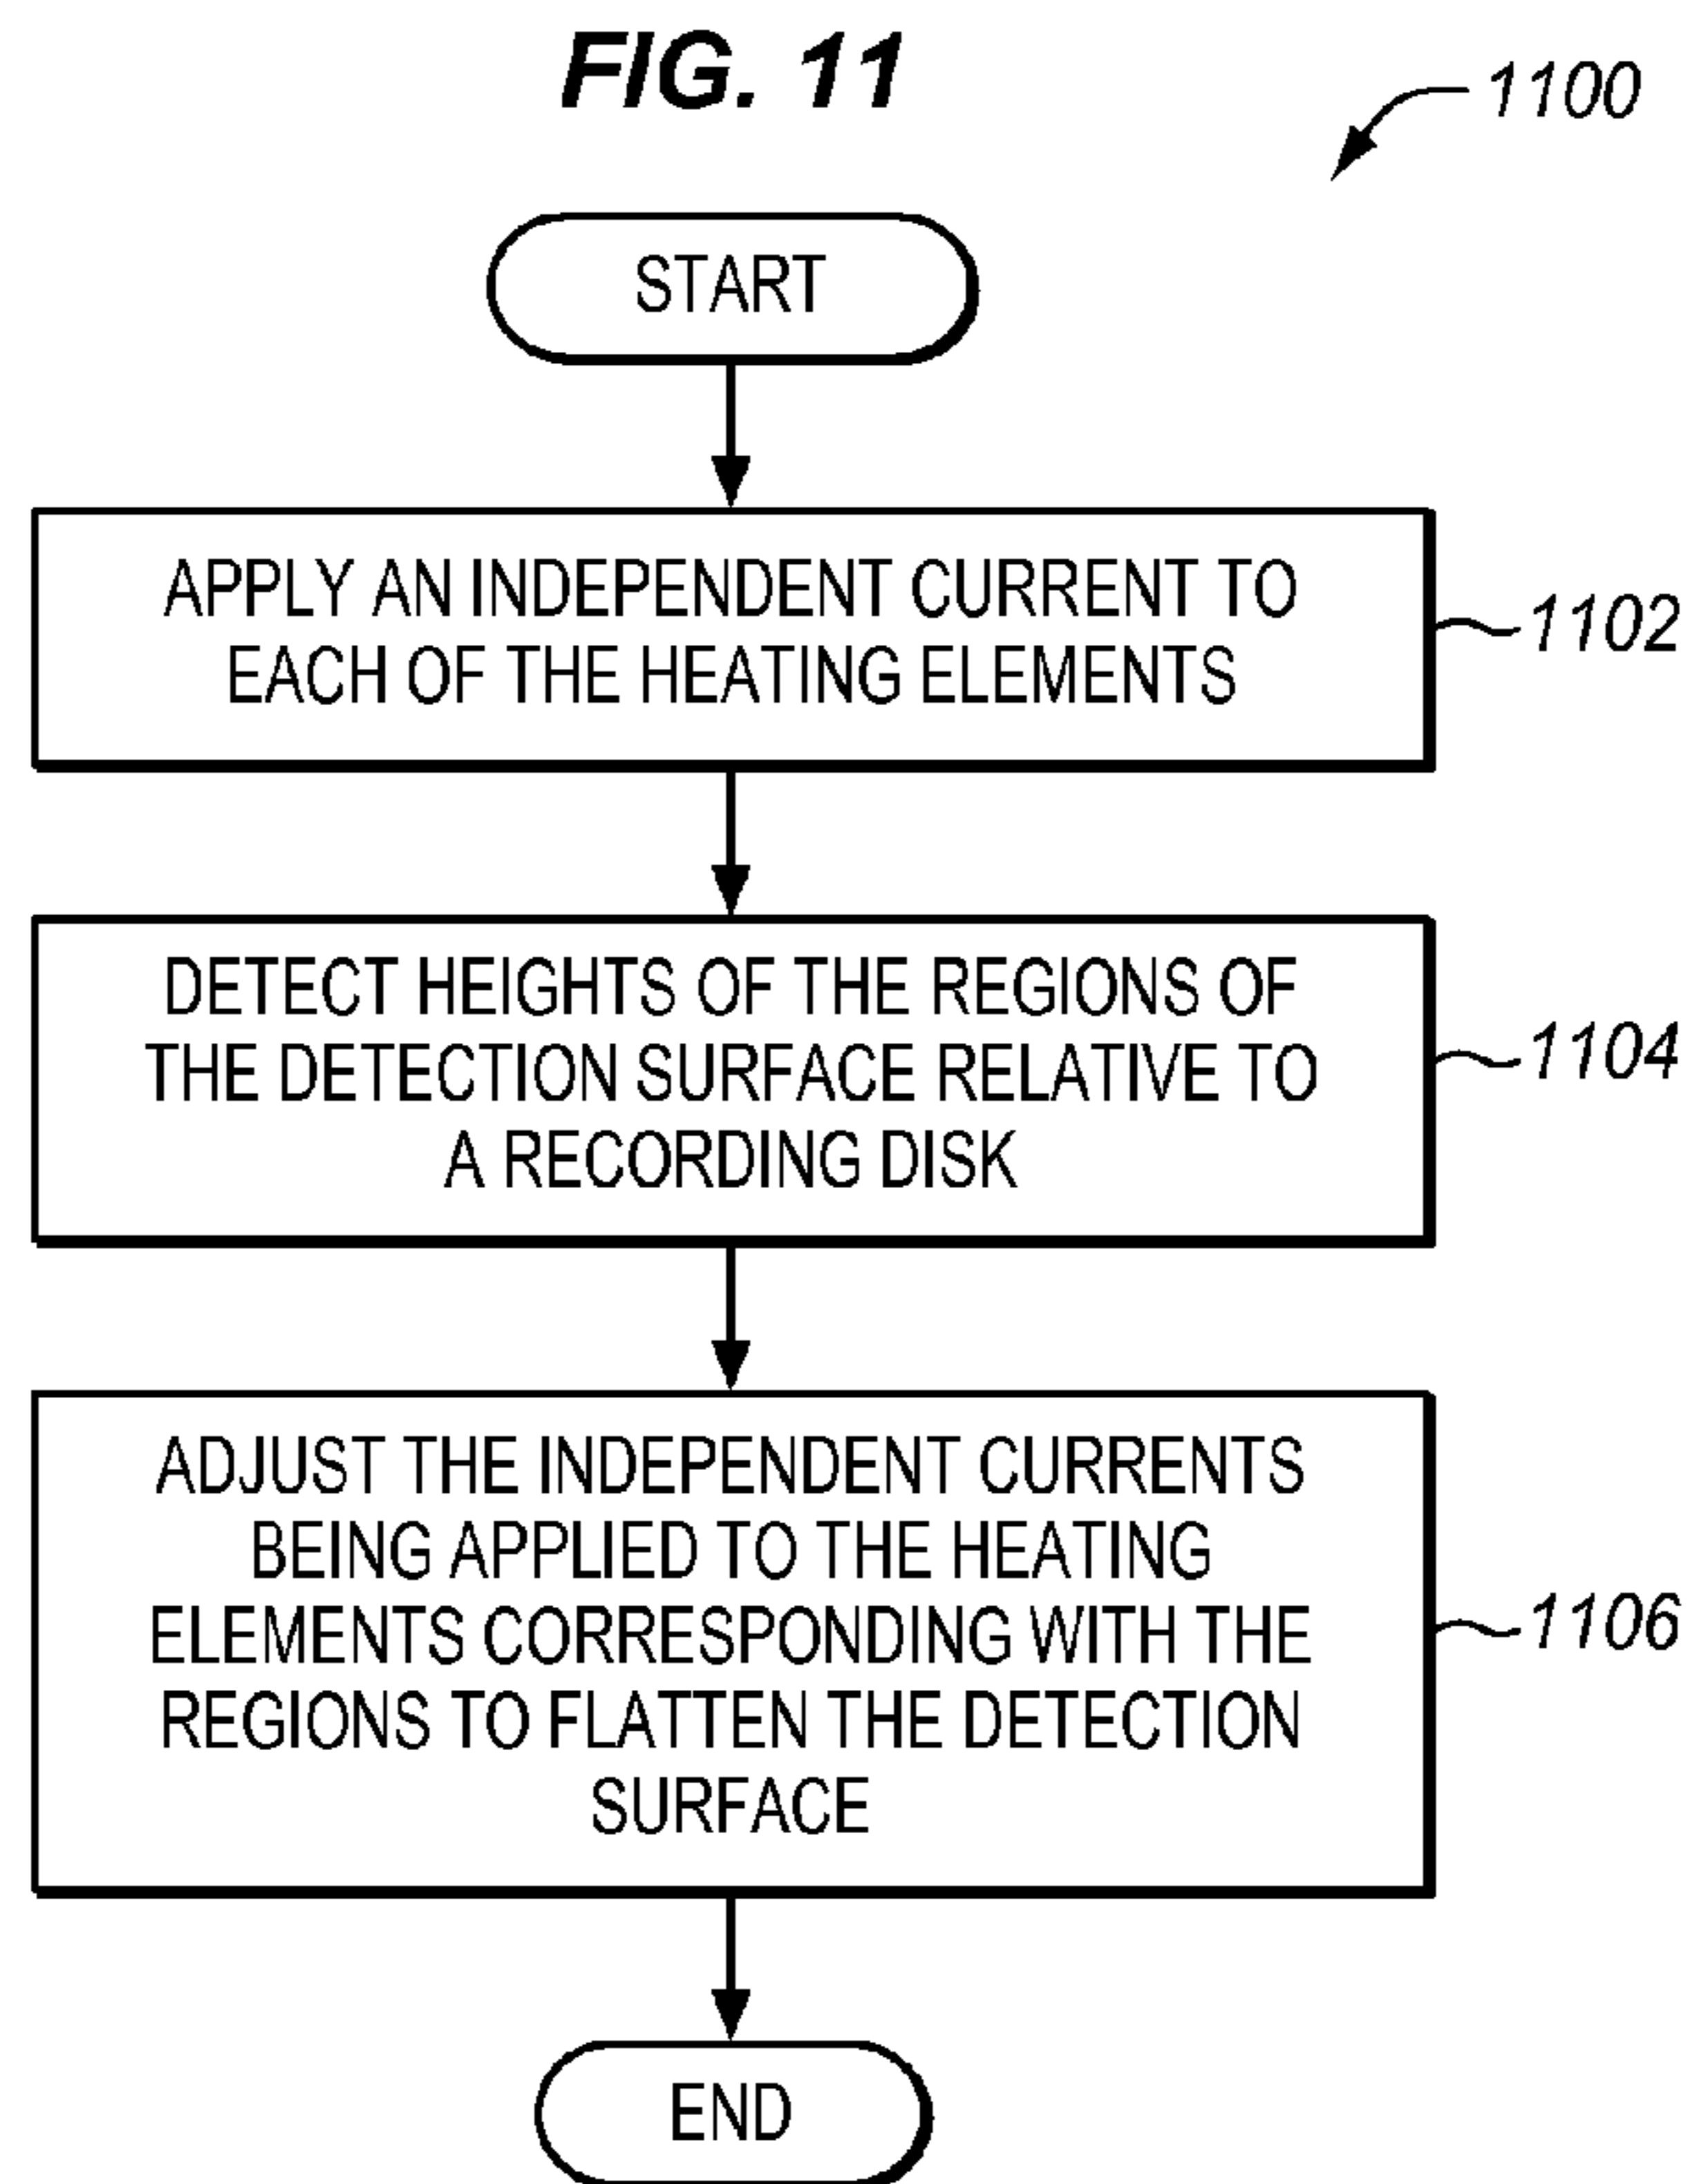 FIG. 11
1100
START
APPLY AN INDEPENDENT CURRENT TO
EACH OF THE HEATING ELEMENTS
1102
DETECT HEIGHTS OF THE REGIONS OF
THE DETECTION SURFACE RELATIVE TO
A RECORDING DISK
1104
ADJUST THE INDEPENDENT CURRENTS
BEING APPLIED TO THE HEATING
ELEMENTS CORRESPONDING WITH THE
REGIONS TO FLATTEN THE DETECTION
SURFACE
1106
END